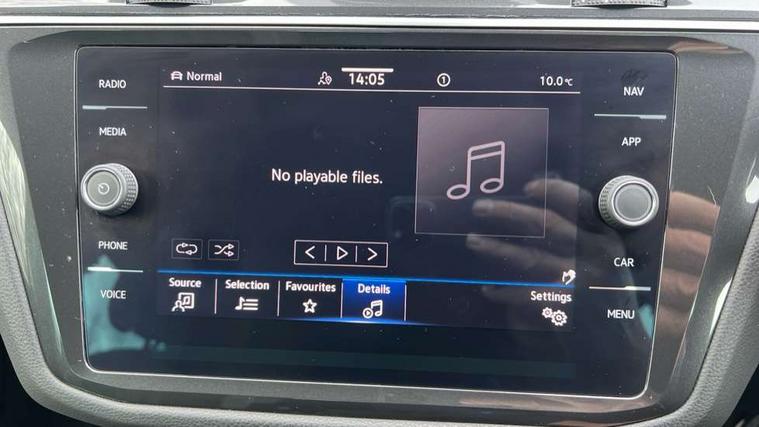 RADIO
MEDIA
PHONE
VOICE
Normal
14:05
1
10.0°C
No playable files.
Source
Selection
Favourites
Details
Settings
NAV
APP
CAR
MENU